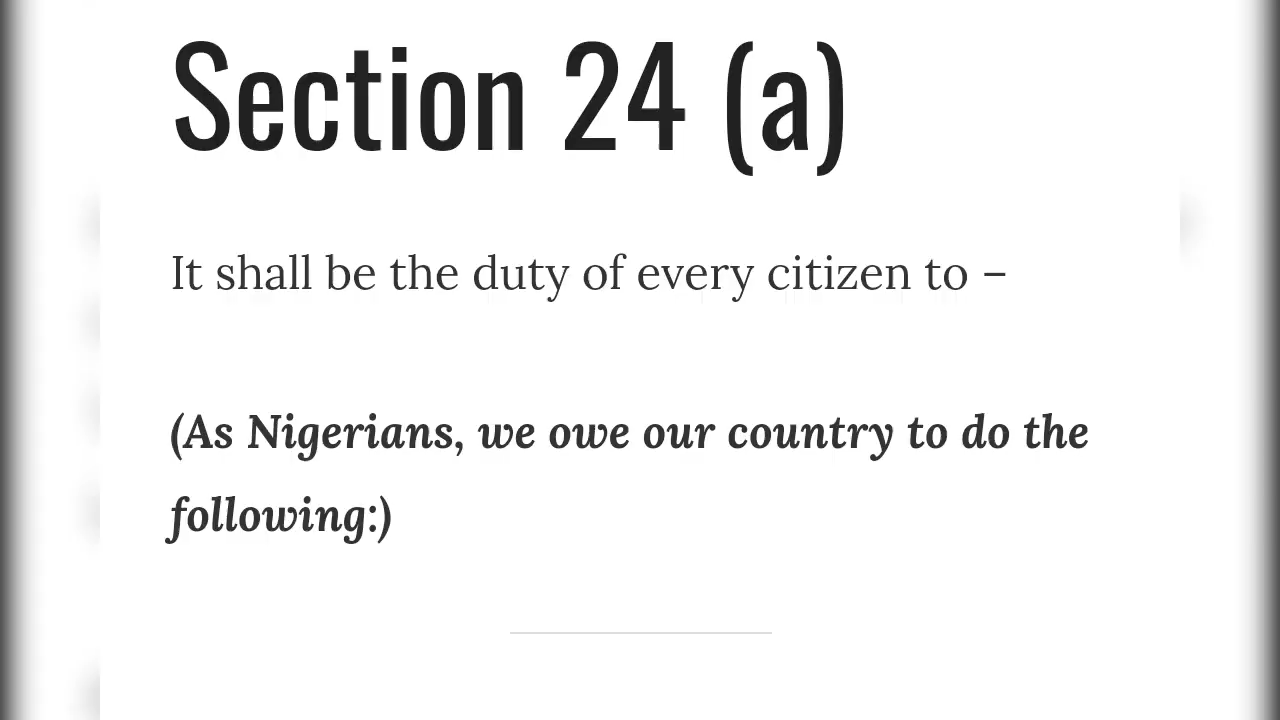 Section 24 (a)
It shall be the duty of every citizen to –
(As Nigerians, we owe our country to do the
following:)